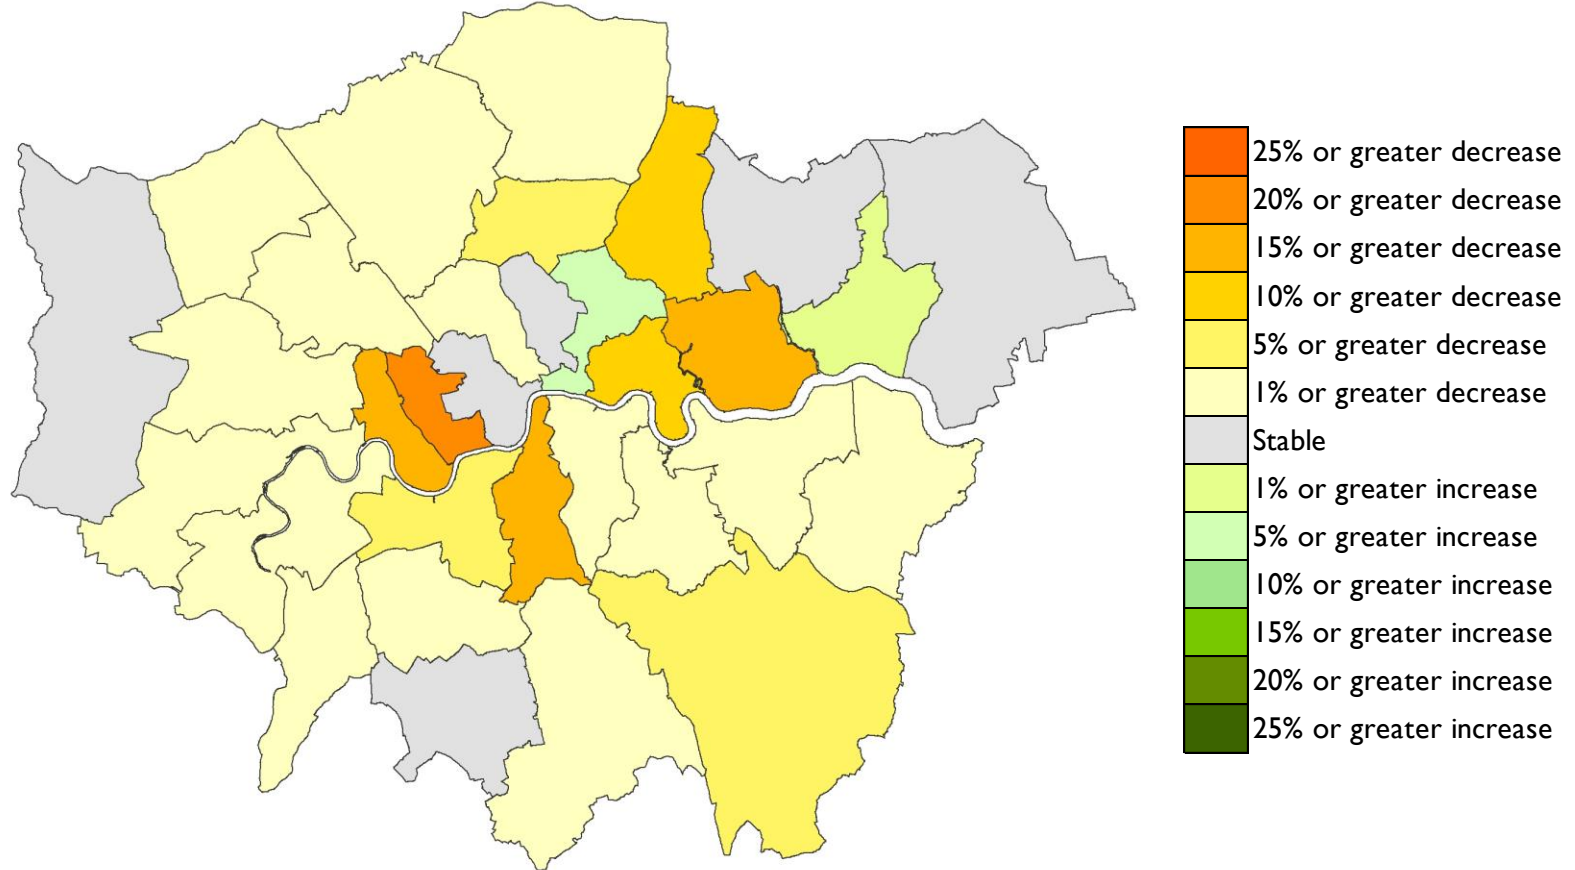 25% or greater decrease
20% or greater decrease
15% or greater decrease
10% or greater decrease
5% or greater decrease
1% or greater decrease
Stable
1% or greater increase
5% or greater increase
10% or greater increase
15% or greater increase
20% or greater increase
25% or greater increase